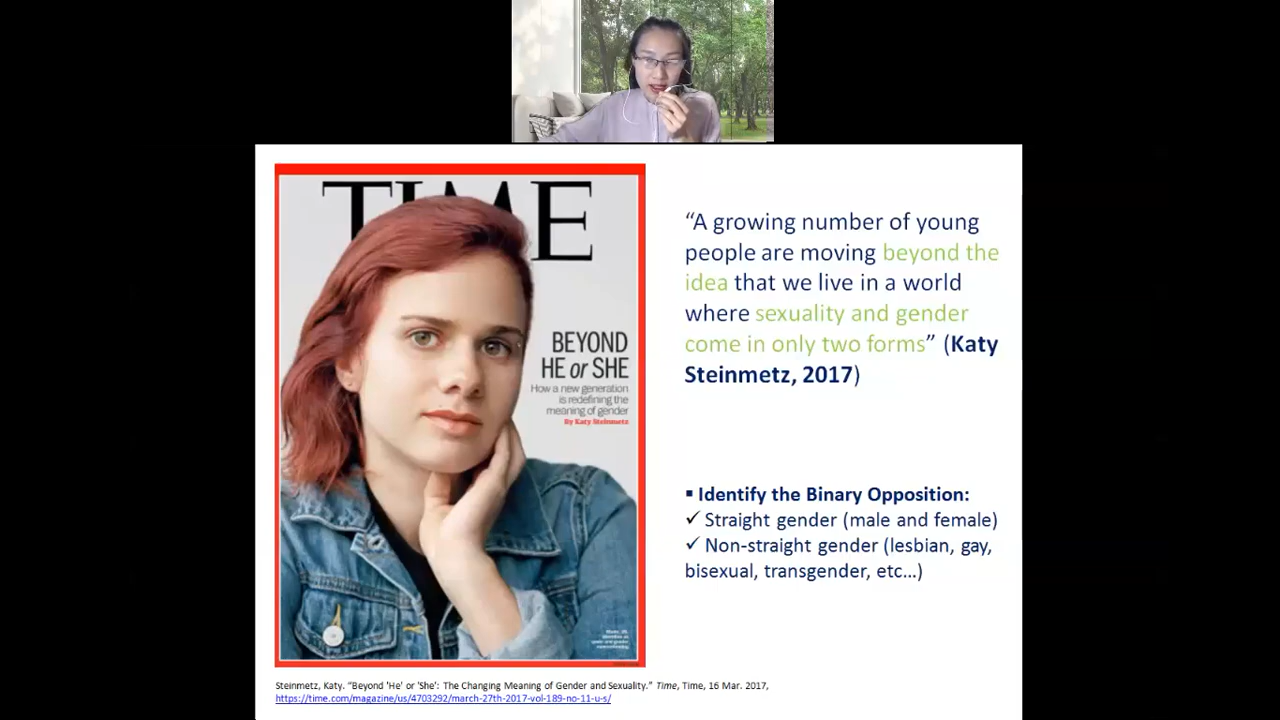 TIME
BEYOND
HE or SHE
How a new generation
is redefining the
meaning of gender
By Katy Steinmetz
“A growing number of young
people are moving beyond the
idea that we live in a world
where sexuality and gender
come in only two forms” (Katy
Steinmetz, 2017)
▪ Identify the Binary Opposition:
✓ Straight gender (male and female)
✓ Non-straight gender (lesbian, gay,
bisexual, transgender, etc...)
Steinmetz, Katy. “Beyond 'He' or 'She': The Changing Meaning of Gender and Sexuality.” Time, Time, 16 Mar. 2017,
https://time.com/magazine/us/4703292/march-27th-2017-vol-189-no-11-u-s/